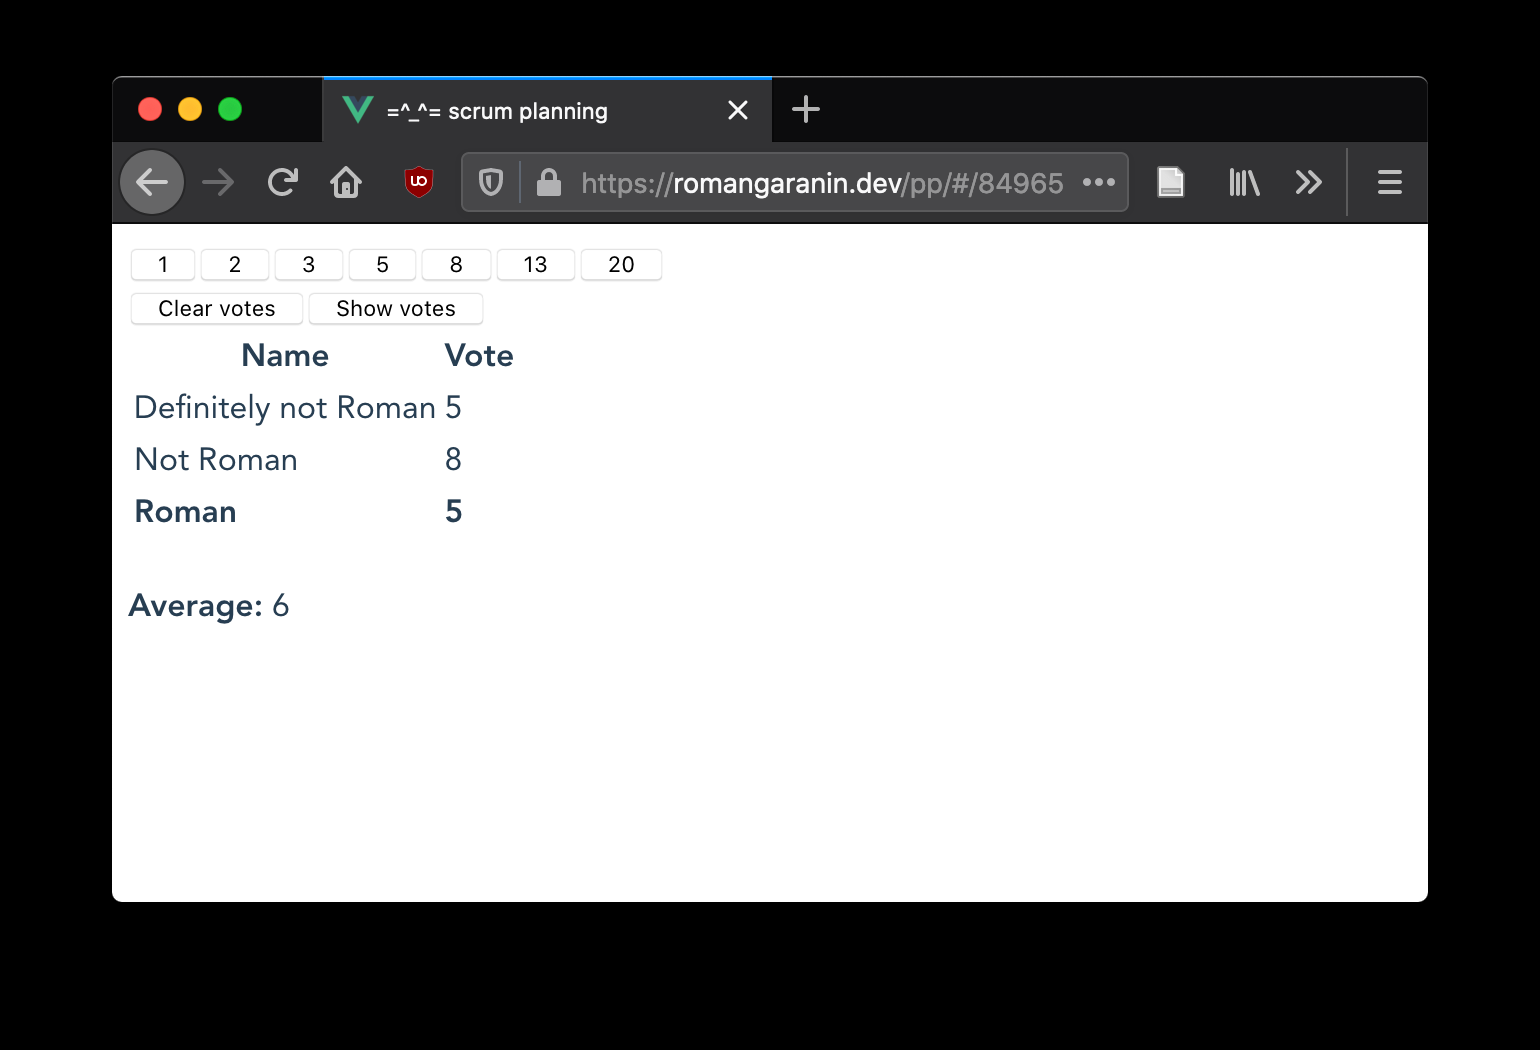 =^_^= scrum planning
https://romangaranin.dev/pp/#/84965
1 2 3 5 8 13 20
Clear votes Show votes
Name Vote
Definitely not Roman 5
Not Roman 8
Roman 5
Average: 6